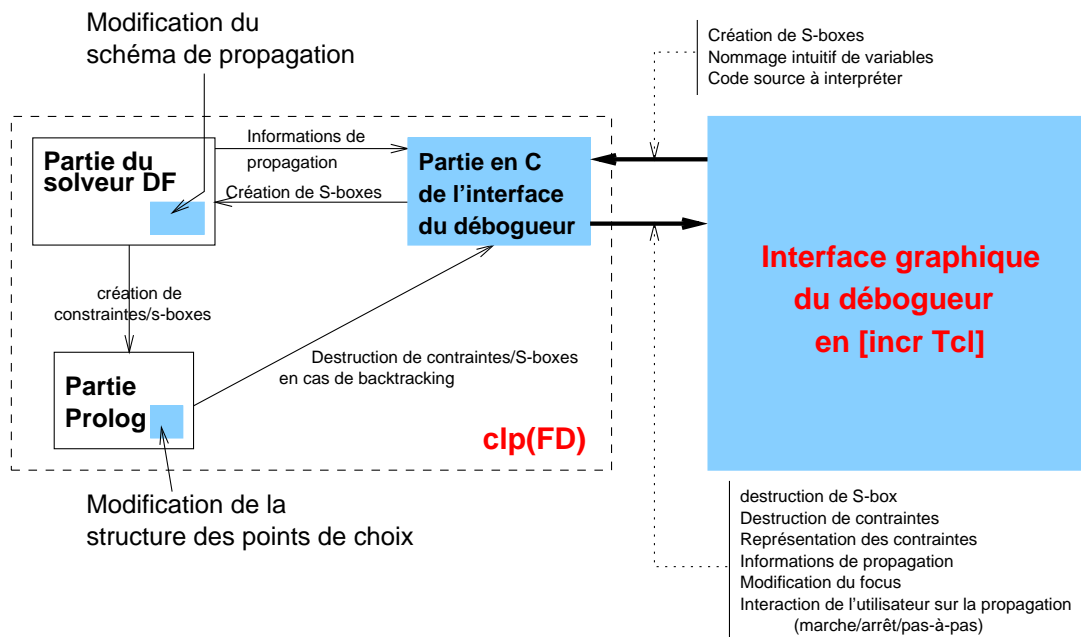 Modification du
schéma de propagation
Création de S-boxes
Nommage intuitif de variables
Code source à interpréter
Partie du
solveur DF
Informations de
propagation
Création de S-boxes
Partie en C
de l'interface
du débogueur
Interface graphique
du débogueur
en [incr Tcl]
création de
constraintes/s-boxes
Partie
Prolog
Destruction de contraintes/S-boxes
en cas de backtracking
clp(FD)
Modification de la
structure des points de choix
destruction de S-box
Destruction de contraintes
Représentation des contraintes
Informations de propagation
Modification du focus
Interaction de l'utilisateur sur la propagation
(marche/arrêt/pas-à-pas)